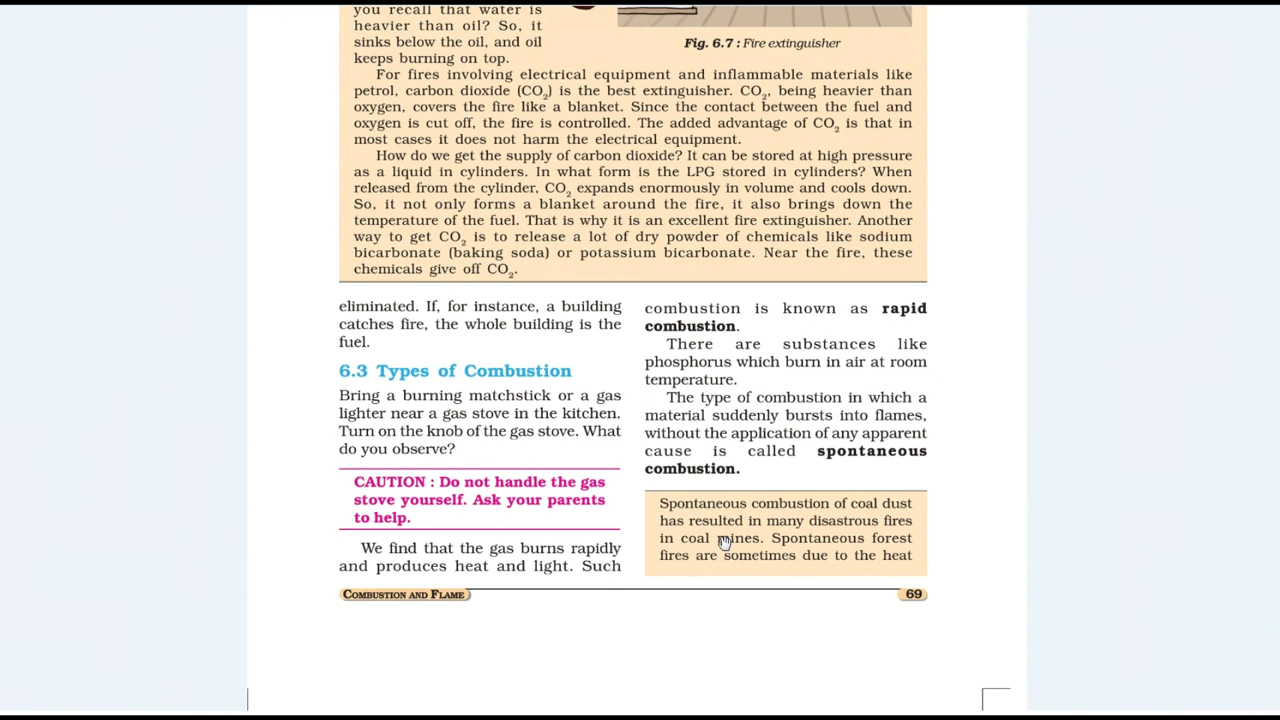 you recall that water is
heavier than oil? So, it
sinks below the oil, and oil
keeps burning on top.
Fig. 6.7 : Fire extinguisher
For fires involving electrical equipment and inflammable materials like
petrol, carbon dioxide (CO₂) is the best extinguisher. CO₂, being heavier than
oxygen, covers the fire like a blanket. Since the contact between the fuel and
oxygen is cut off, the fire is controlled. The added advantage of CO₂ is that in
most cases it does not harm the electrical equipment.
How do we get the supply of carbon dioxide? It can be stored at high pressure
as a liquid in cylinders. In what form is the LPG stored in cylinders? When
released from the cylinder, CO₂ expands enormously in volume and cools down.
So, it not only forms a blanket around the fire, it also brings down the
temperature of the fuel. That is why it is an excellent fire extinguisher. Another
way to get CO₂ is to release a lot of dry powder of chemicals like sodium
bicarbonate (baking soda) or potassium bicarbonate. Near the fire, these
chemicals give off CO₂.
eliminated. If, for instance, a building
catches fire, the whole building is the
fuel.
6.3 Types of Combustion
Bring a burning matchstick or a gas
lighter near a gas stove in the kitchen.
Turn on the knob of the gas stove. What
do you observe?
CAUTION : Do not handle the gas
stove yourself. Ask your parents
to help.
We find that the gas burns rapidly
and produces heat and light. Such
combustion is known as rapid
combustion.
There are substances like
phosphorus which burn in air at room
temperature.
The type of combustion in which a
material suddenly bursts into flames,
without the application of any apparent
cause is called spontaneous
combustion.
Spontaneous combustion of coal dust
has resulted in many disastrous fires
in coal mines. Spontaneous forest
fires are sometimes due to the heat
COMBUSTION AND FLAME
69